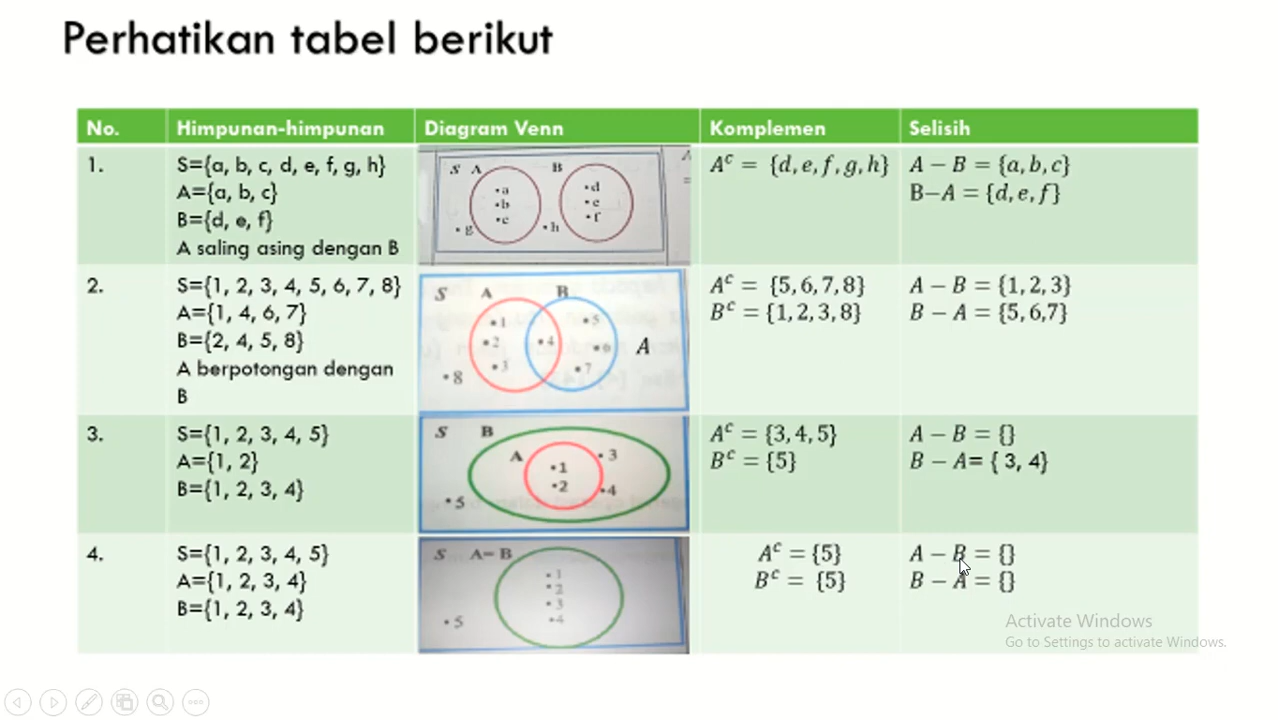 Perhatikan tabel berikut
No. Himpunan-himpunan Diagram Venn Komplemen Selisih
1.
S={a, b, c, d, e, f, g, h}
A={a, b, c}
B={d, e, f}
A saling asing dengan B
S A B
•a
•b
•c
•d
•e
•f
•g
•h
A^c = {d, e, f, g, h}
A − B = {a, b, c}
B−A = {d, e, f}
2.
S={1, 2, 3, 4, 5, 6, 7, 8}
A={1, 4, 6, 7}
B={2, 4, 5, 8}
A berpotongan dengan
B
S A B
•1
•2
•3
•4
•5
•6
•7
•8
A
A^c = {5, 6, 7, 8}
B^c = {1, 2, 3, 8}
A − B = {1, 2, 3}
B − A = {5, 6,7}
3.
S={1, 2, 3, 4, 5}
A={1, 2}
B={1, 2, 3, 4}
S B
A
•1
•2
•3
•4
•5
A^c = {3, 4, 5}
B^c = {5}
A − B = {}
B − A= { 3, 4}
4.
S={1, 2, 3, 4, 5}
A={1, 2, 3, 4}
B={1, 2, 3, 4}
S A=B
•1
•2
•3
•4
•5
A^c = {5}
B^c = {5}
A − B = {}
B − A = {}
Activate Windows
Go to Settings to activate Windows.